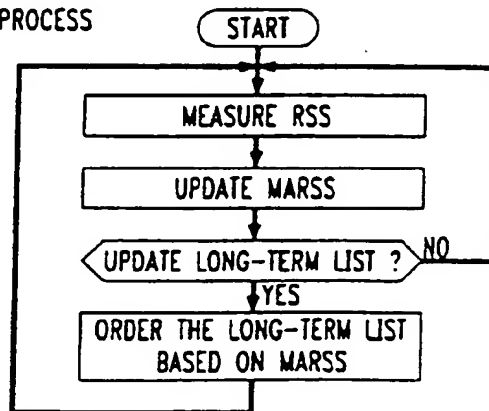 PROCESS
START
MEASURE RSS
UPDATE MARSS
UPDATE LONG-TERM LIST ?
NO
YES
ORDER THE LONG-TERM LIST
BASED ON MARSS